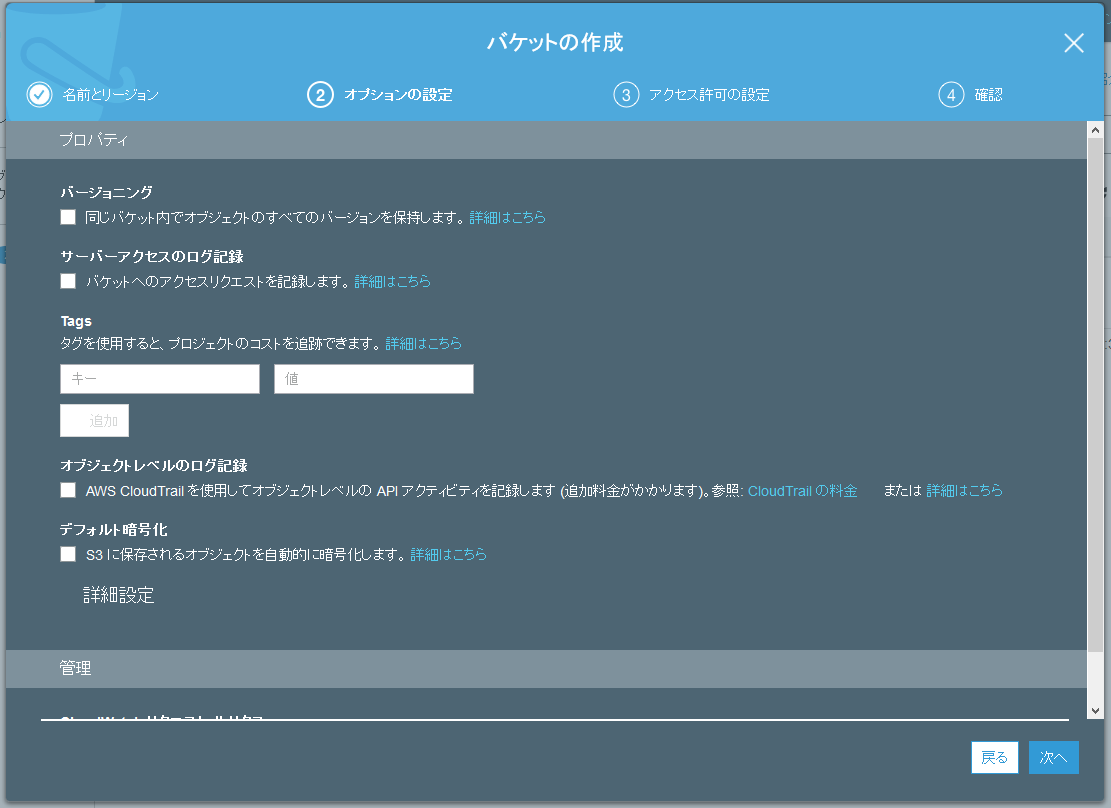 バケットの作成
名前とリージョン
2 オプションの設定
3 アクセス許可の設定
4 確認
プロパティ
バージョニング
同じバケット内でオブジェクトのすべてのバージョンを保持します。 詳細はこちら
サーバーアクセスのログ記録
バケットへのアクセスリクエストを記録します。 詳細はこちら
Tags
タグを使用すると、プロジェクトのコストを追跡できます。 詳細はこちら
キー
値
追加
オブジェクトレベルのログ記録
AWS CloudTrail を使用してオブジェクトレベルの API アクティビティを記録します (追加料金がかかります)。参照: CloudTrail の料金 または 詳細はこちら
デフォルト暗号化
S3 に保存されるオブジェクトを自動的に暗号化します。 詳細はこちら
詳細設定
管理
戻る
次へ